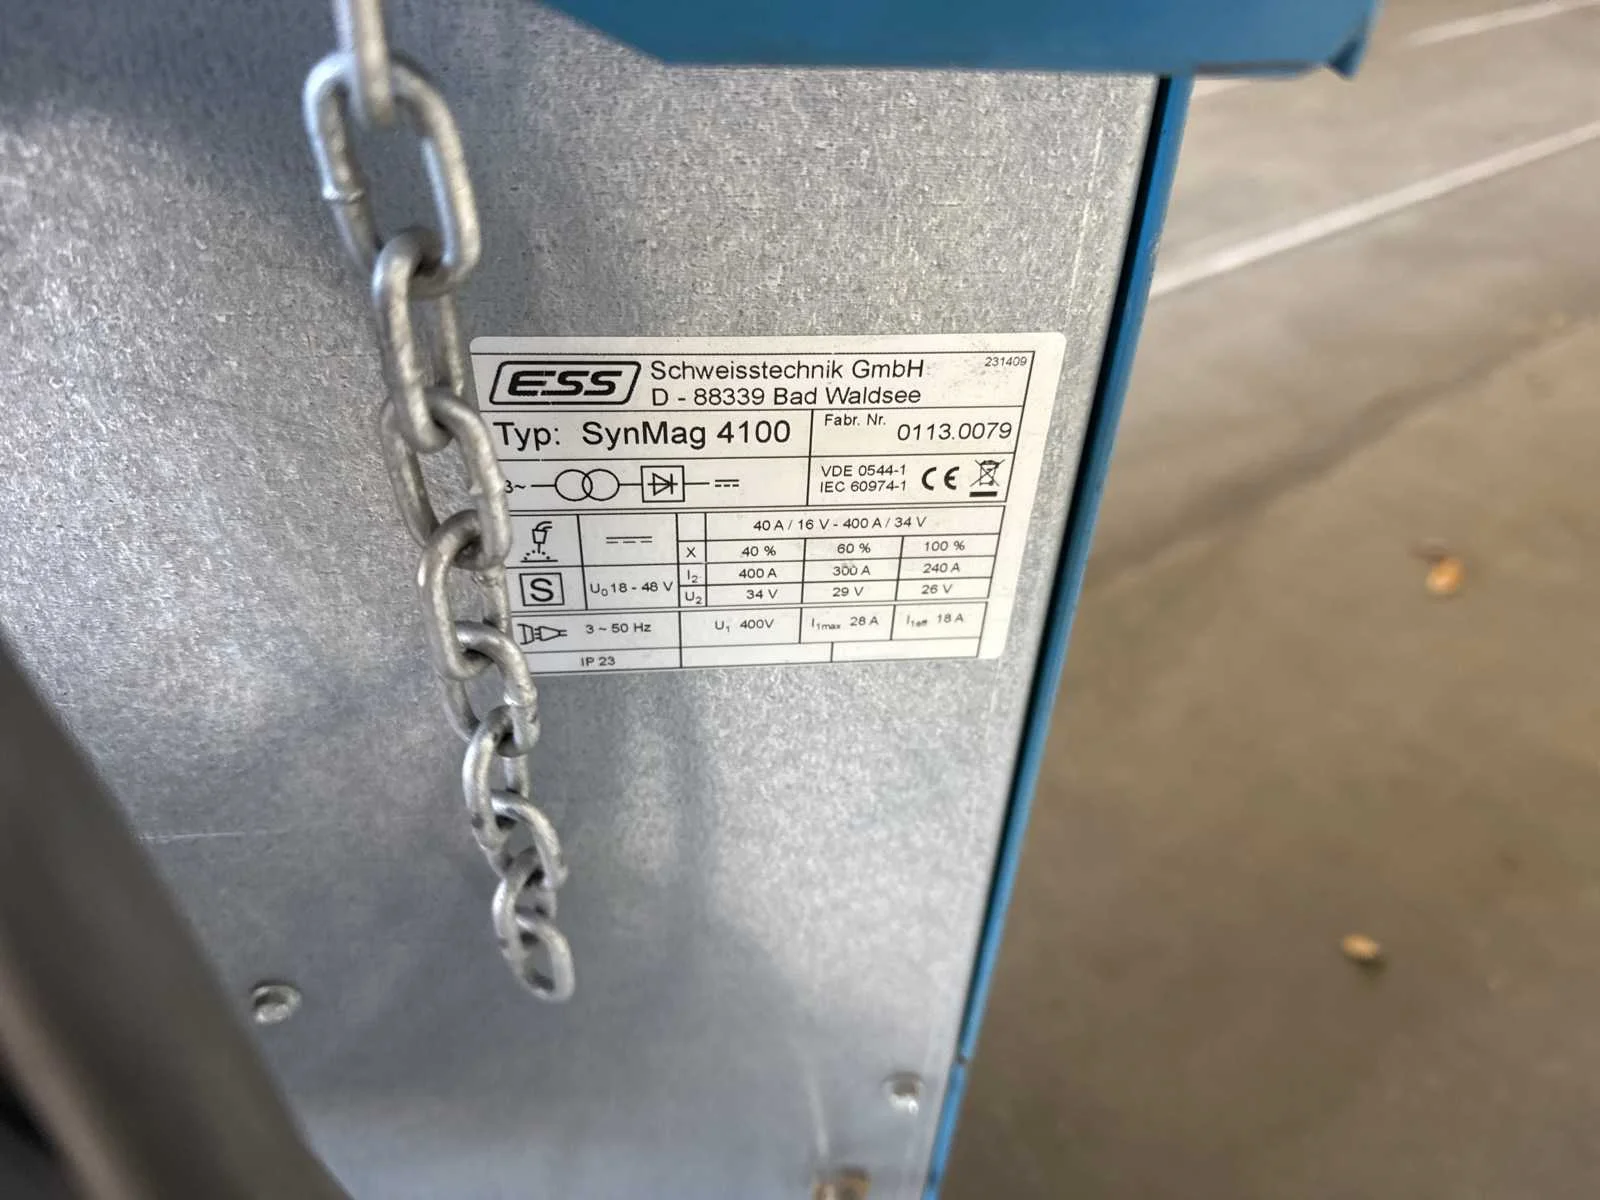 ESS Schweisstechnik GmbH 231409
D - 88339 Bad Waldsee
Typ: SynMag 4100 Fabr. Nr. 0113.0079
3~ VDE 0544-1
IEC 60974-1 CE
40 A / 16 V - 400 A / 34 V
X 40 % 60 % 100 %
S U0 18 - 48 V I2 400 A 300 A 240 A
U2 34 V 29 V 26 V
3 ~ 50 Hz U1 400V I1max 28 A I1eff 18 A
IP 23